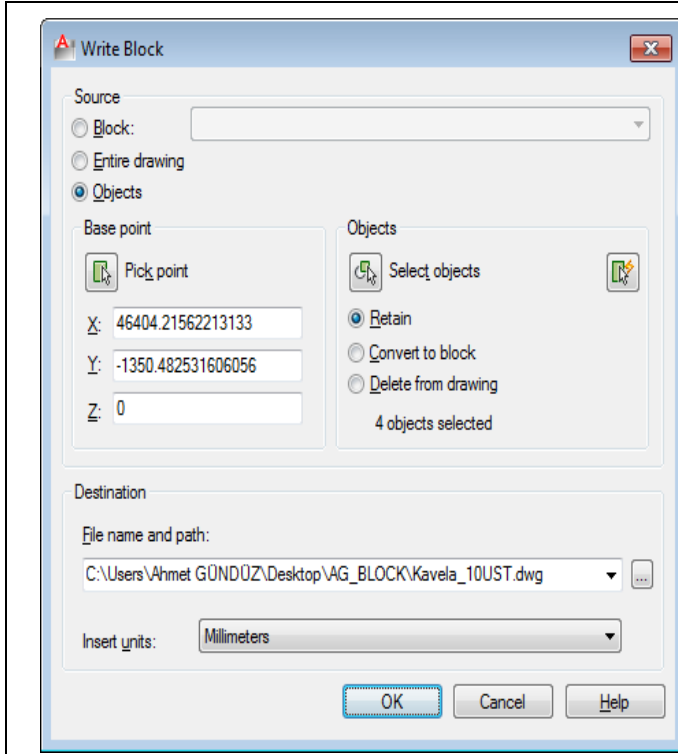 Write Block
Source
Block:
Entire drawing
Objects
Base point
Pick point
X: 46404.21562213133
Y: -1350.482531606056
Z: 0
Objects
Select objects
Retain
Convert to block
Delete from drawing
4 objects selected
Destination
File name and path:
C:\Users\Ahmet GÜNDÜZ\Desktop\AG_BLOCK\Kavela_10UST.dwg
...
Insert units: Millimeters
OK Cancel Help